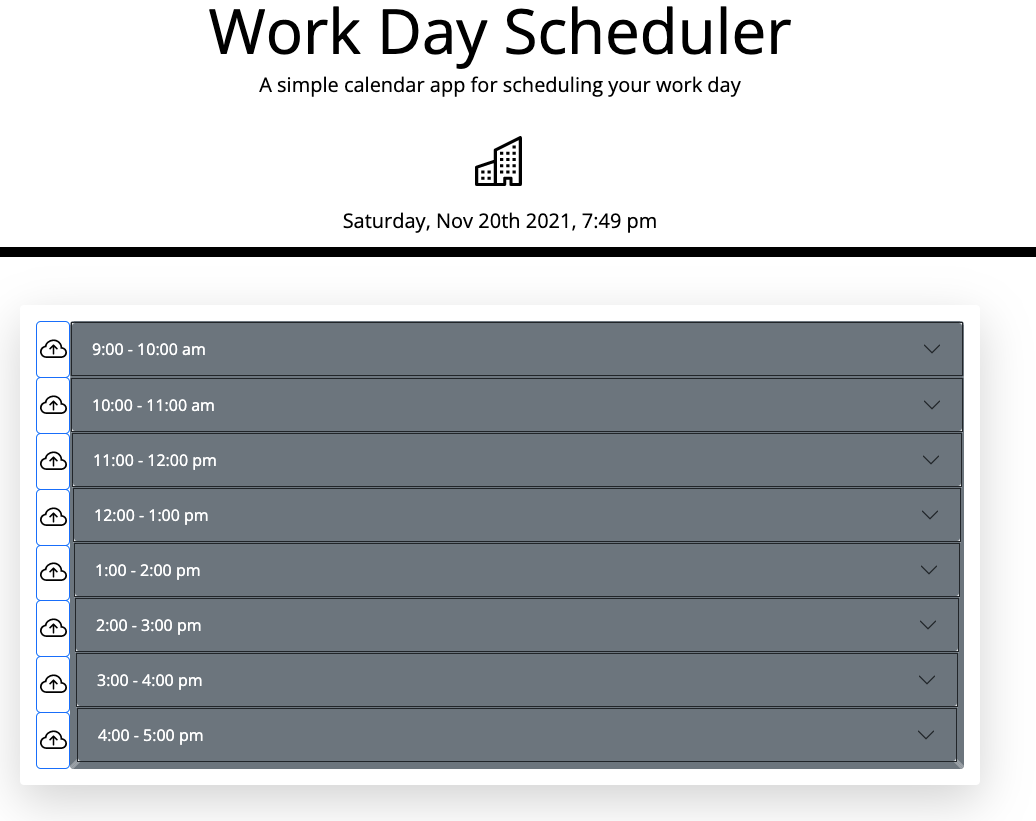 Work Day Scheduler
A simple calendar app for scheduling your work day
Saturday, Nov 20th 2021, 7:49 pm
9:00 - 10:00 am
10:00 - 11:00 am
11:00 - 12:00 pm
12:00 - 1:00 pm
1:00 - 2:00 pm
2:00 - 3:00 pm
3:00 - 4:00 pm
4:00 - 5:00 pm